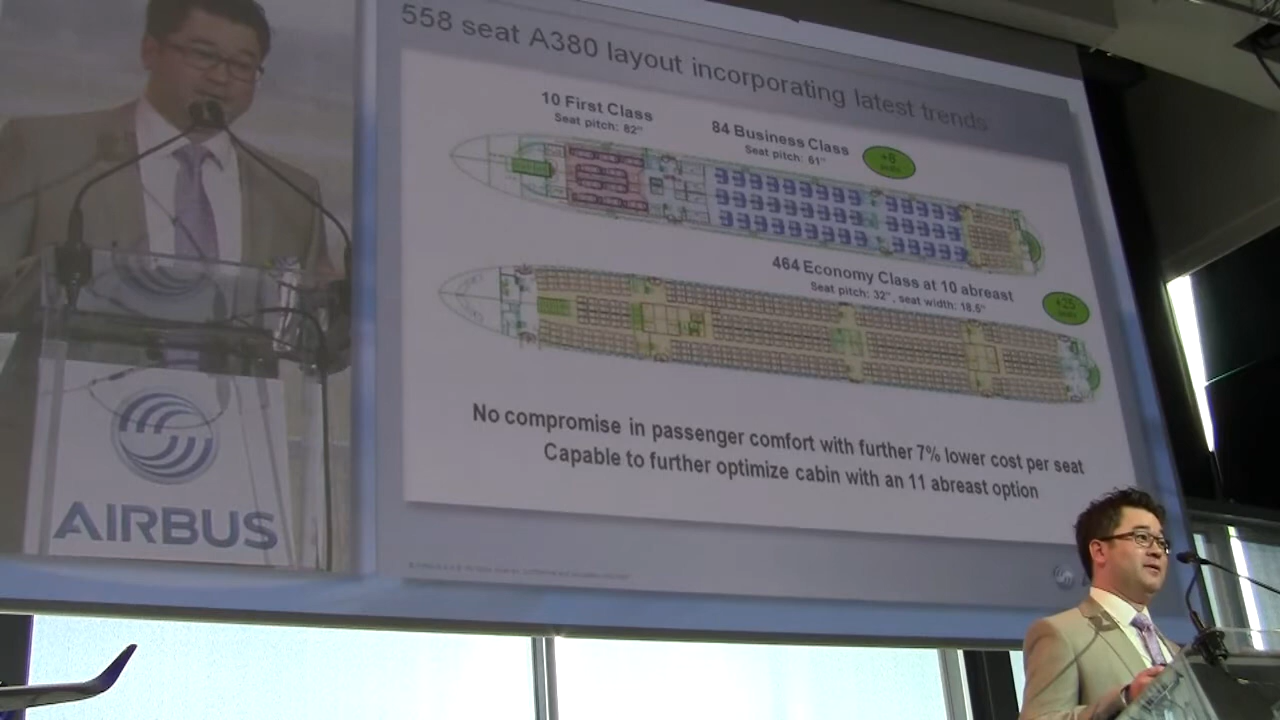 558 seat A380 layout incorporating latest trends
10 First Class
Seat pitch: 82"
84 Business Class
Seat pitch: 61"
464 Economy Class at 10 abreast
Seat pitch: 32", seat width: 18.5"
No compromise in passenger comfort with further 7% lower cost per seat
Capable to further optimize cabin with an 11 abreast option
AIRBUS